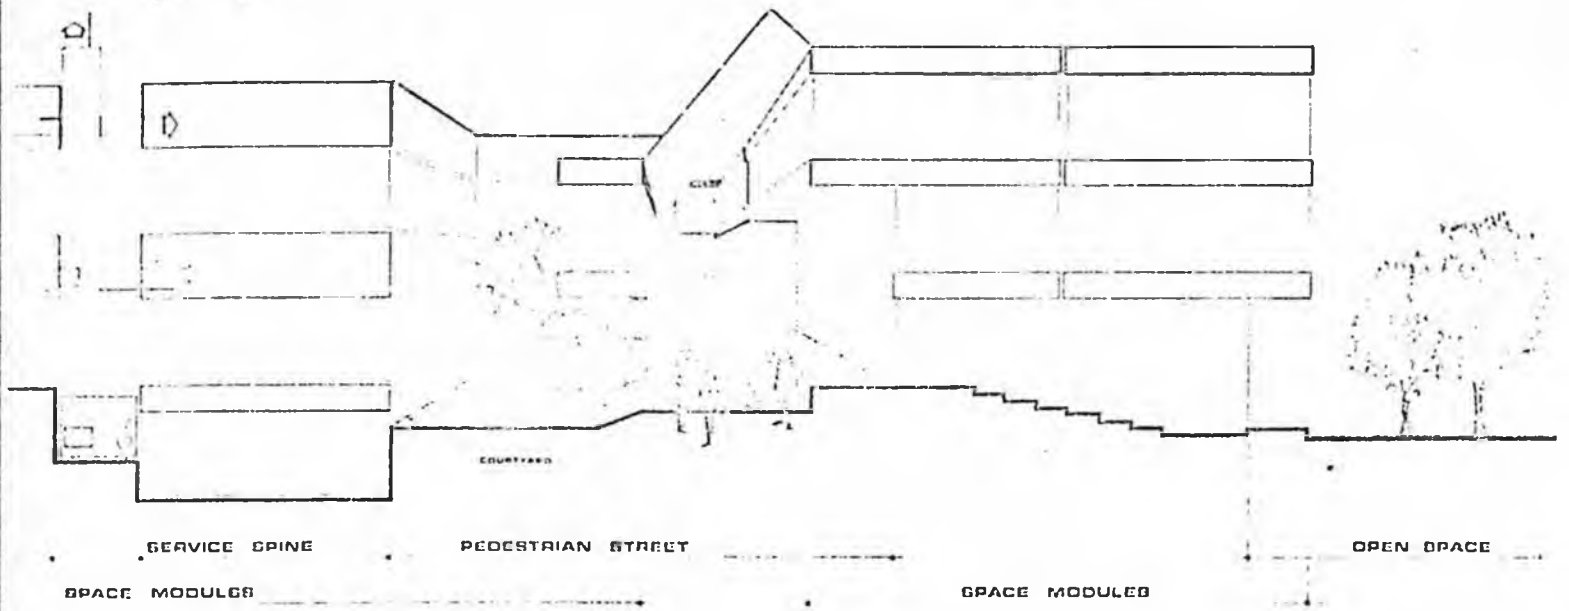 COURTYARD
SERVICE SPINE PEDESTRIAN STREET OPEN SPACE
SPACE MODULES SPACE MODULES